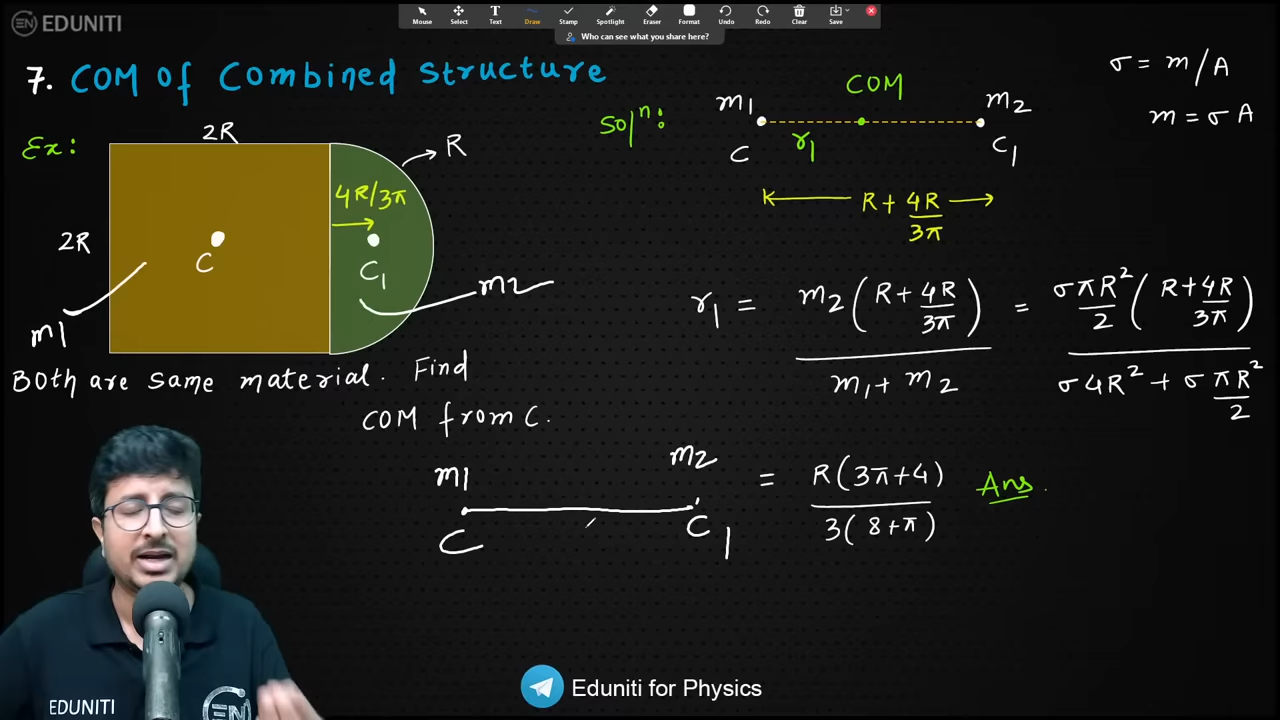 EDUNITI
Mouse Select Text Draw Stamp Spotlight Eraser Format Undo Redo Clear Save
Who can see what you share here?
7. COM of Combined Structure
σ = m/A
m = σ A
Ex:
2R
R
2R
4R/3π
C
C₁
m1
m2
Both are same material. Find
COM from C.
Solⁿ:
m₁ COM m₂
C r₁ C₁
R + 4R/3π
r₁ = m₂(R + 4R/3π) / m₁ + m₂ = σπR²/2 (R + 4R/3π) / σ4R² + σπR²/2
m1 m2
C C₁
= R(3π+4) / 3(8+π) Ans.
EDUNITI
EN
Eduniti for Physics